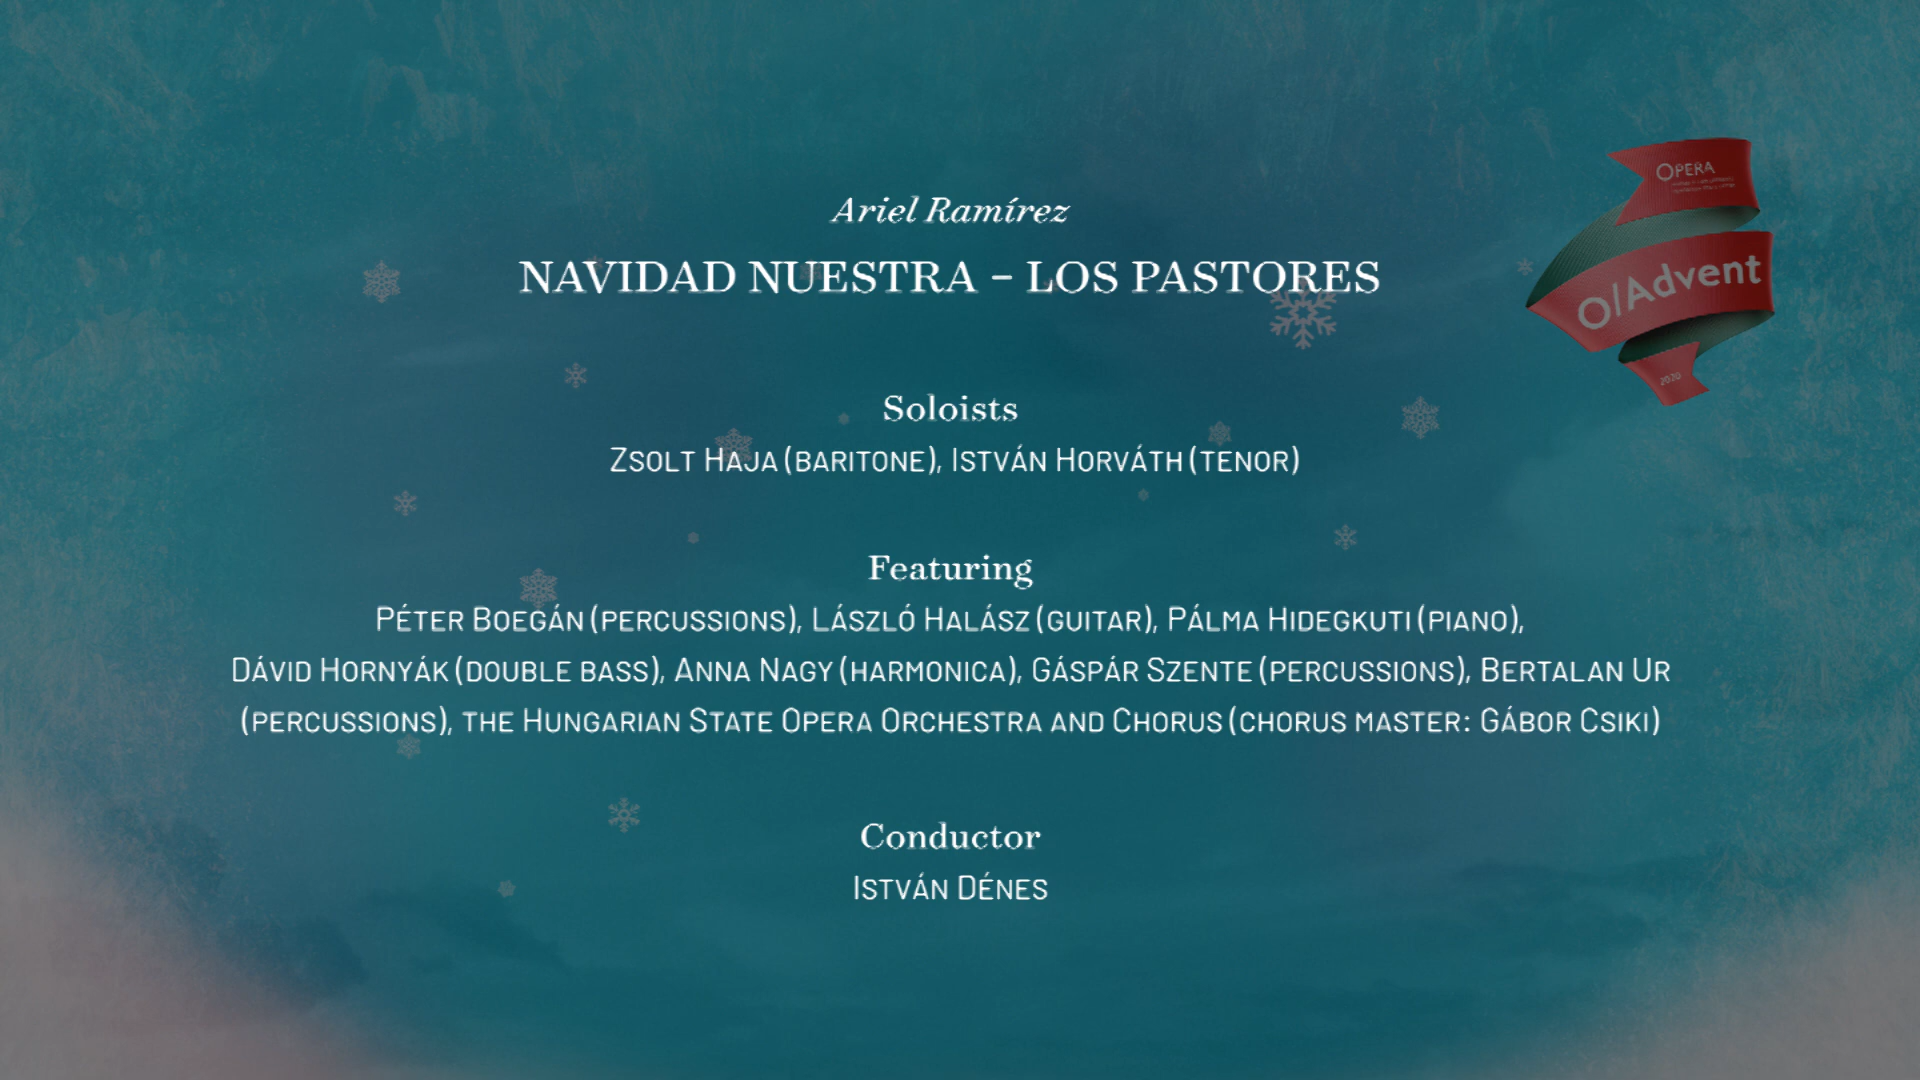 Ariel Ramírez
NAVIDAD NUESTRA – LOS PASTORES
OPERA
O/Advent
2020
Soloists
ZSOLT HAJA (BARITONE), ISTVÁN HORVÁTH (TENOR)
Featuring
PÉTER BOEGÁN (PERCUSSIONS), LÁSZLÓ HALÁSZ (GUITAR), PÁLMA HIDEGKUTI (PIANO),
DÁVID HORNYÁK (DOUBLE BASS), ANNA NAGY (HARMONICA), GÁSPÁR SZENTE (PERCUSSIONS), BERTALAN UR
(PERCUSSIONS), THE HUNGARIAN STATE OPERA ORCHESTRA AND CHORUS (CHORUS MASTER: GÁBOR CSIKI)
Conductor
ISTVÁN DÉNES